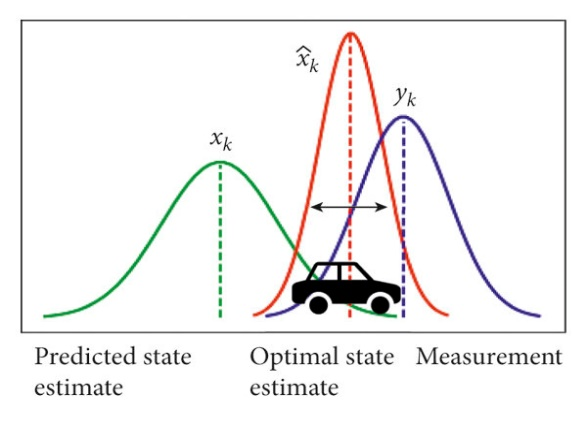 x̂ₖ
yₖ
xₖ
Predicted state estimate
Optimal state estimate
Measurement